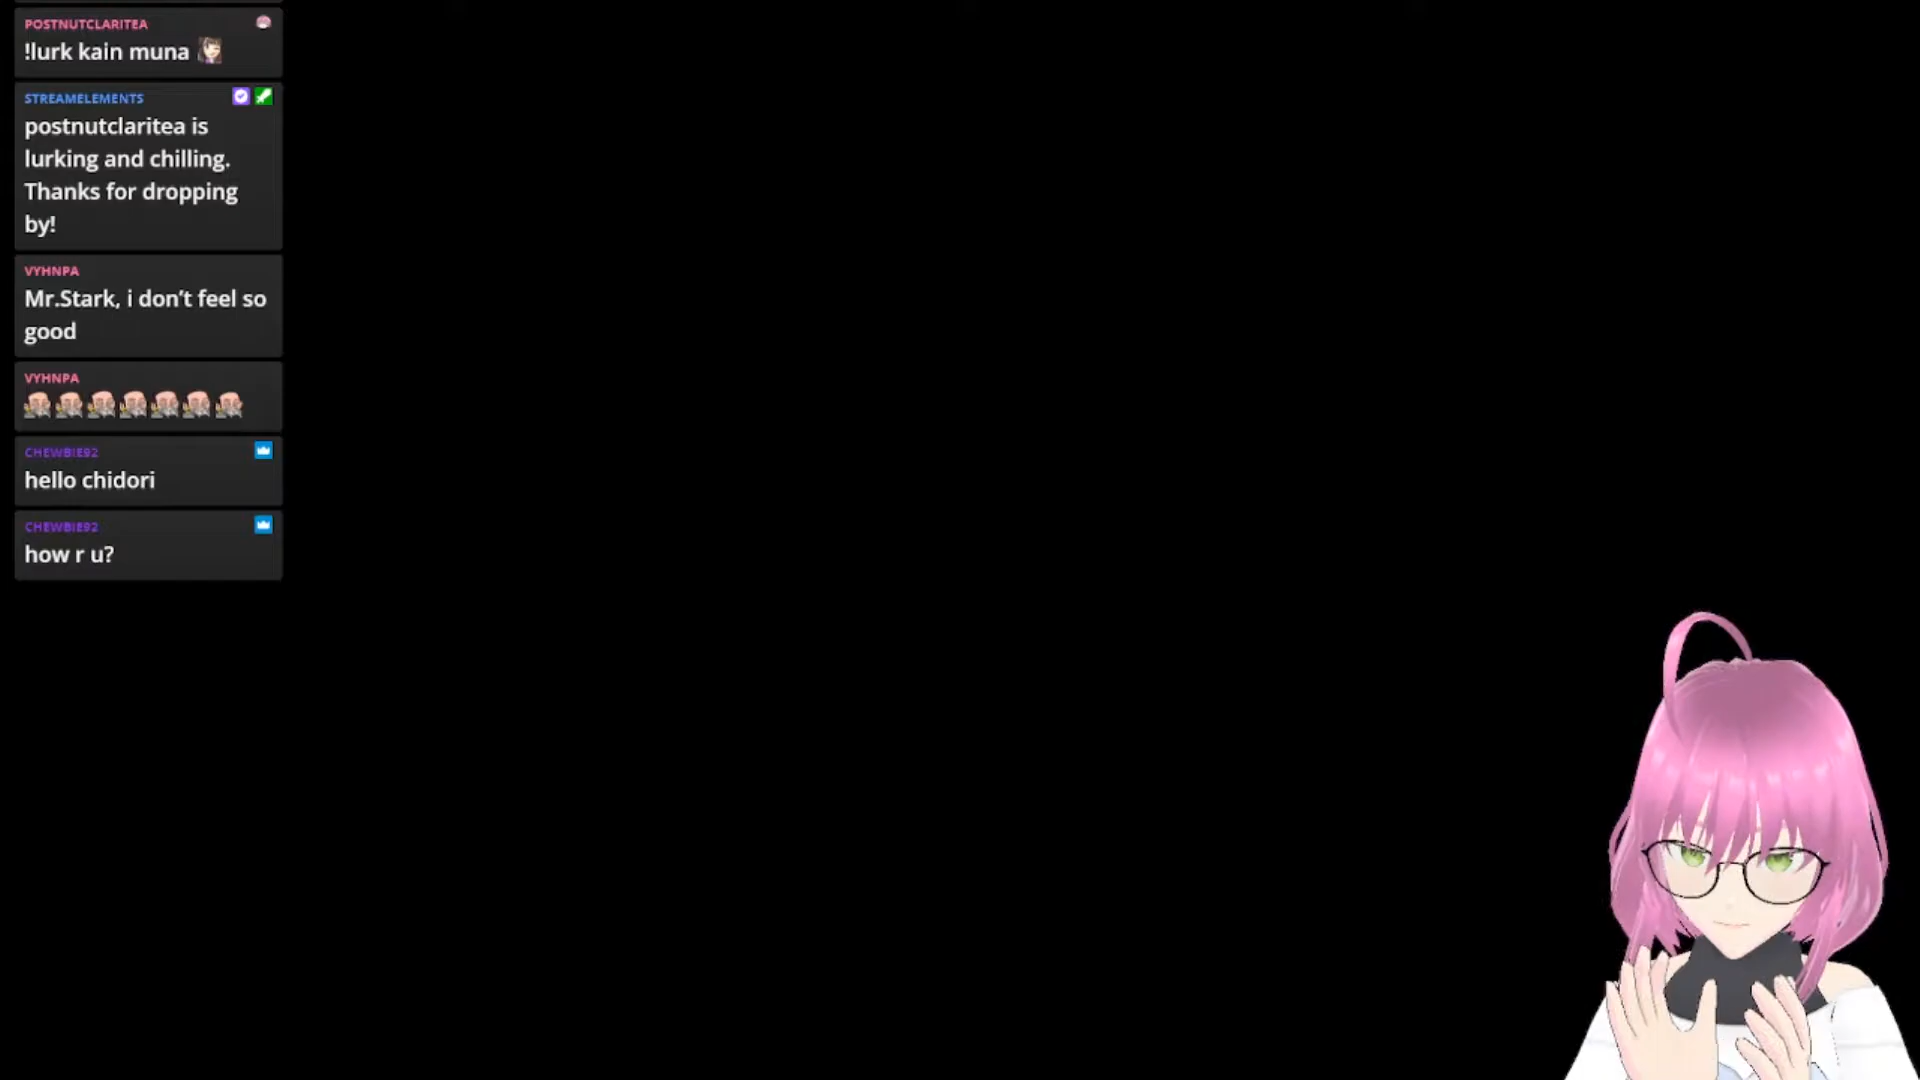 POSTNUTCLARITEA
!lurk kain muna
STREAMELEMENTS
postnutclaritea is
lurking and chilling.
Thanks for dropping
by!
VYHNPA
Mr.Stark, i don’t feel so
good
VYHNPA
CHEWBIE92
hello chidori
CHEWBIE92
how r u?